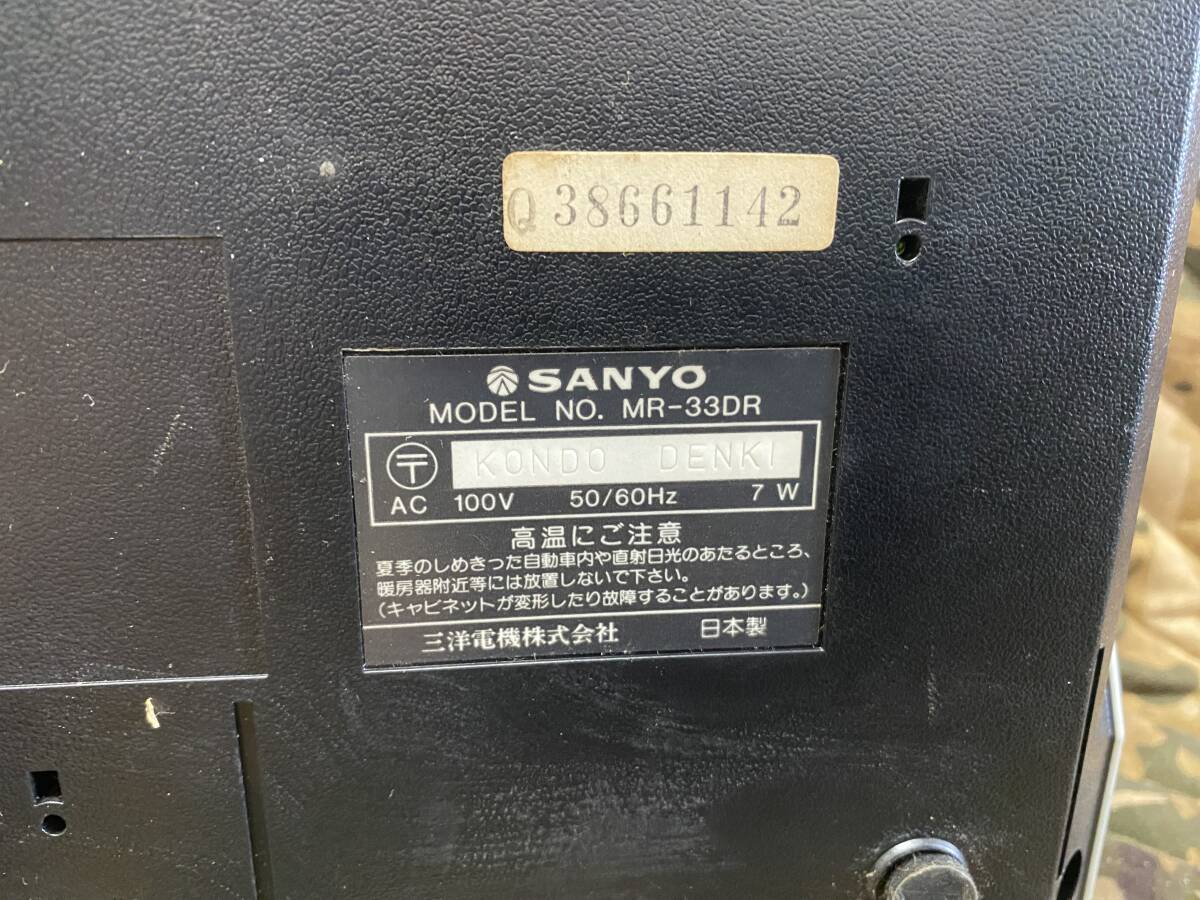 Q 38661142
SANYO
MODEL NO. MR-33DR
〒 KONDO DENKI
AC 100V 50/60Hz 7 W
高温にご注意
夏季のしめきった自動車内や直射日光のあたるところ、
暖房器附近等には放置しないで下さい。
(キャビネットが変形したり故障することがあります。)
三洋電機株式会社 日本製